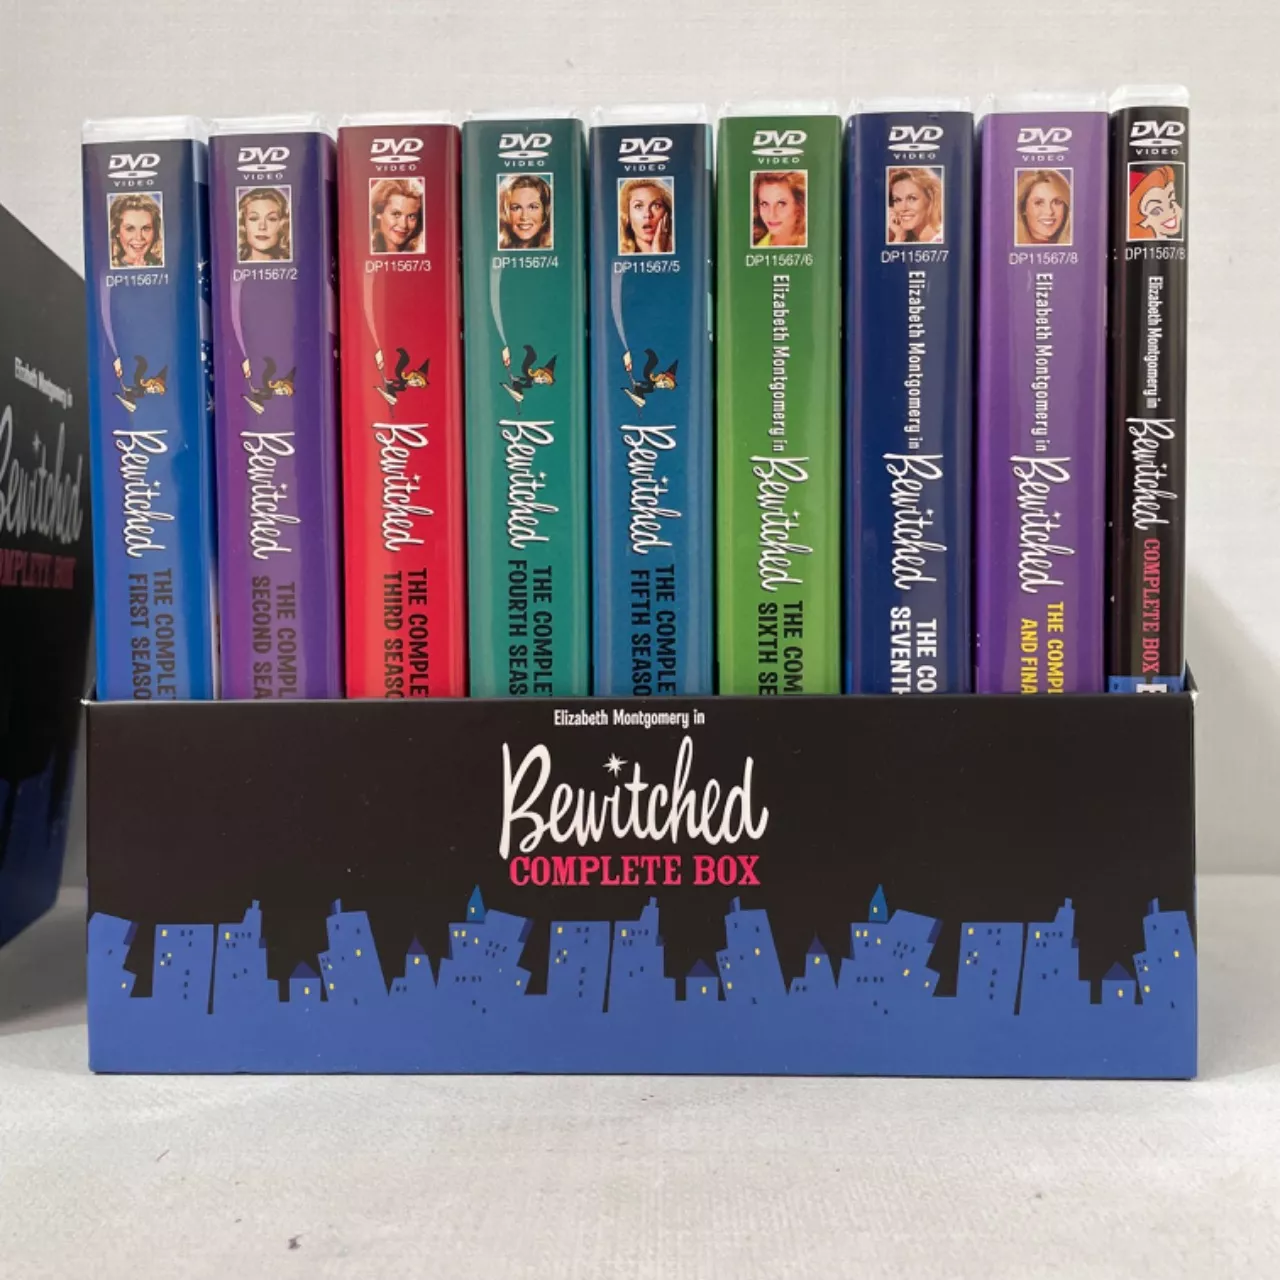 Elizabeth Montgomery in
Bewitched
COMPLETE BOX
DVD
VIDEO
DP11567/1
Bewitched
THE COMPLE
FIRST SEASO
DVD
VIDEO
DP11567/2
Bewitched
THE COMPL
SECOND SEA
DVD
VIDEO
DP11567/3
Bewitched
THE COMPLE
THIRD SEASO
DVD
VIDEO
DP11567/4
Bewitched
THE COMPLE
FOURTH SEAS
DVD
VIDEO
DP11567/5
Bewitched
THE COMPLE
FIFTH SEASO
DVD
VIDEO
DP11567/6
Elizabeth Montgomery in
Bewitched
THE COM
SIXTH SE
DVD
VIDEO
DP11567/7
Elizabeth Montgomery in
Bewitched
THE CO
SEVENTH
DVD
VIDEO
DP11567/8
Elizabeth Montgomery in
Bewitched
THE COMPL
AND FINA
DVD
VIDEO
Elizabeth Montgomery in
Bewitched
COMPLETE BOX
Elizabeth Montgomery in
Bewitched
COMPLETE BOX